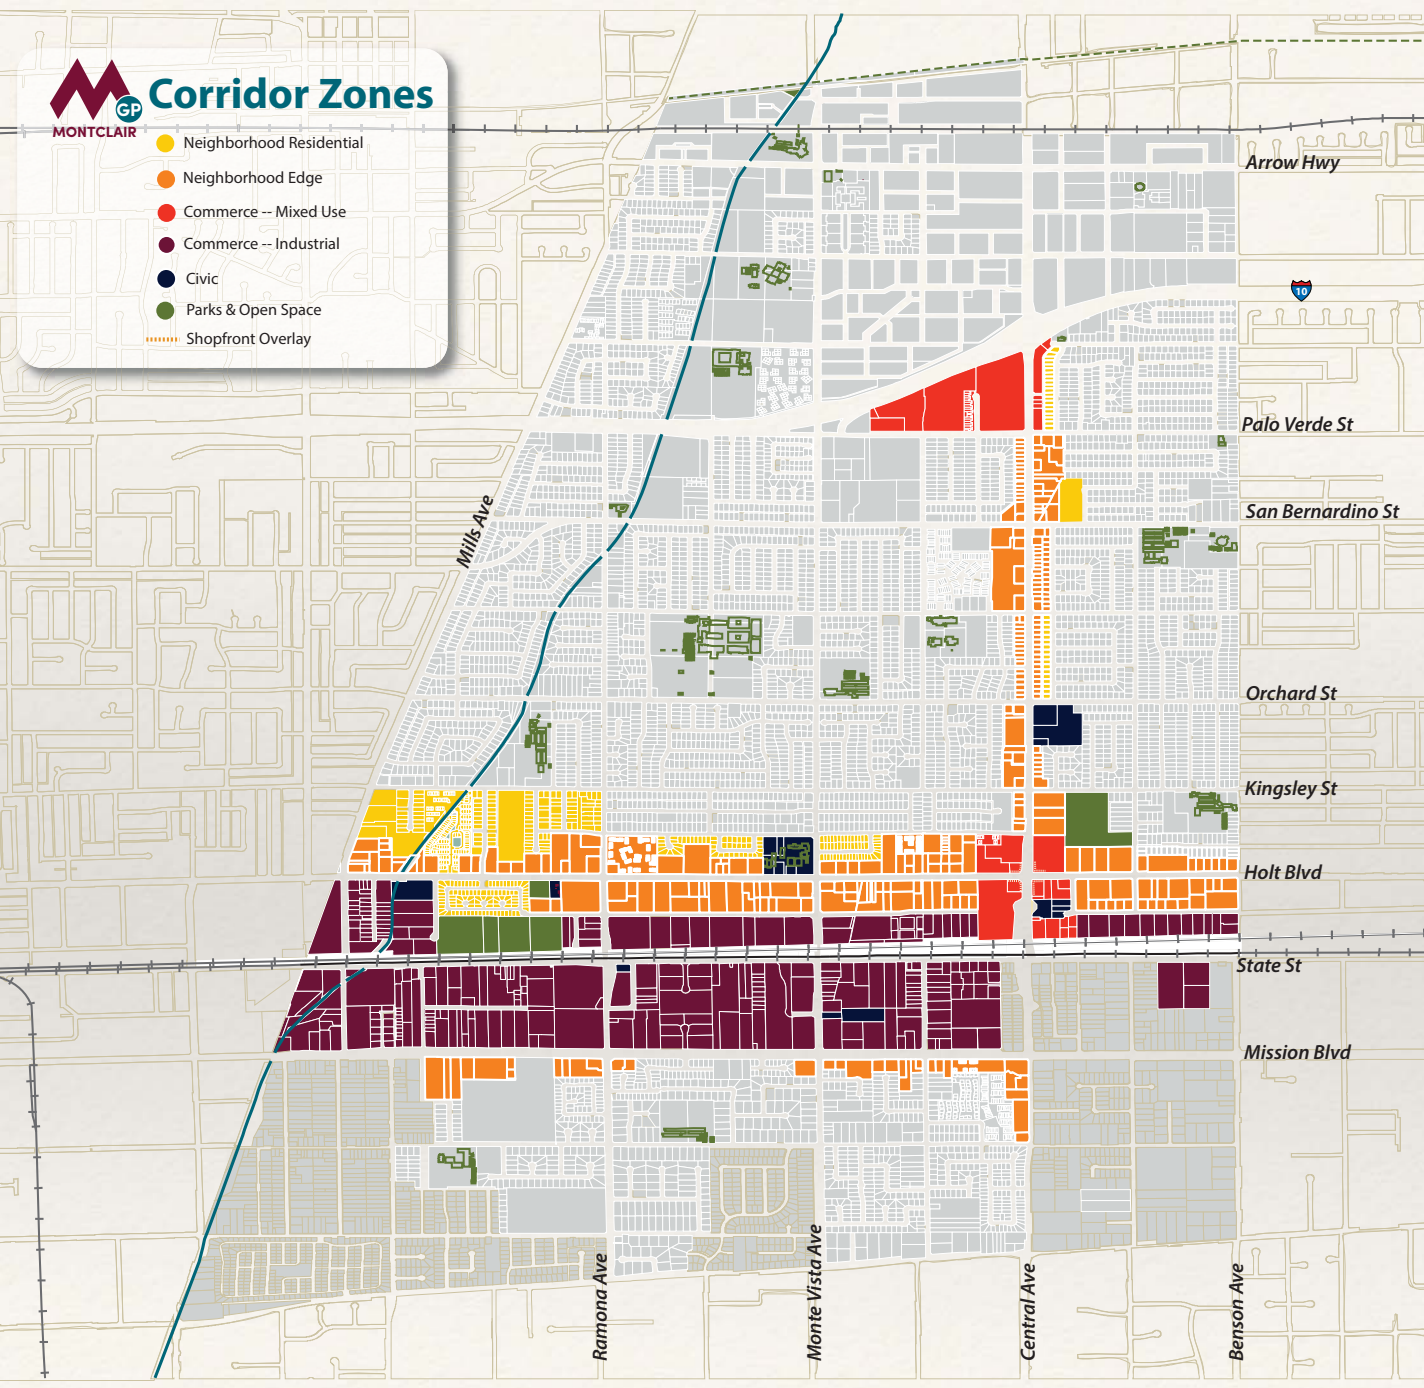 Corridor Zones
GP
MONTCLAIR
Neighborhood Residential
Neighborhood Edge
Commerce -- Mixed Use
Commerce -- Industrial
Civic
Parks & Open Space
Shopfront Overlay
Arrow Hwy
10
Palo Verde St
Mills Ave
San Bernardino St
Orchard St
Kingsley St
Holt Blvd
State St
Mission Blvd
Ramona Ave
Monte Vista Ave
Central Ave
Benson Ave